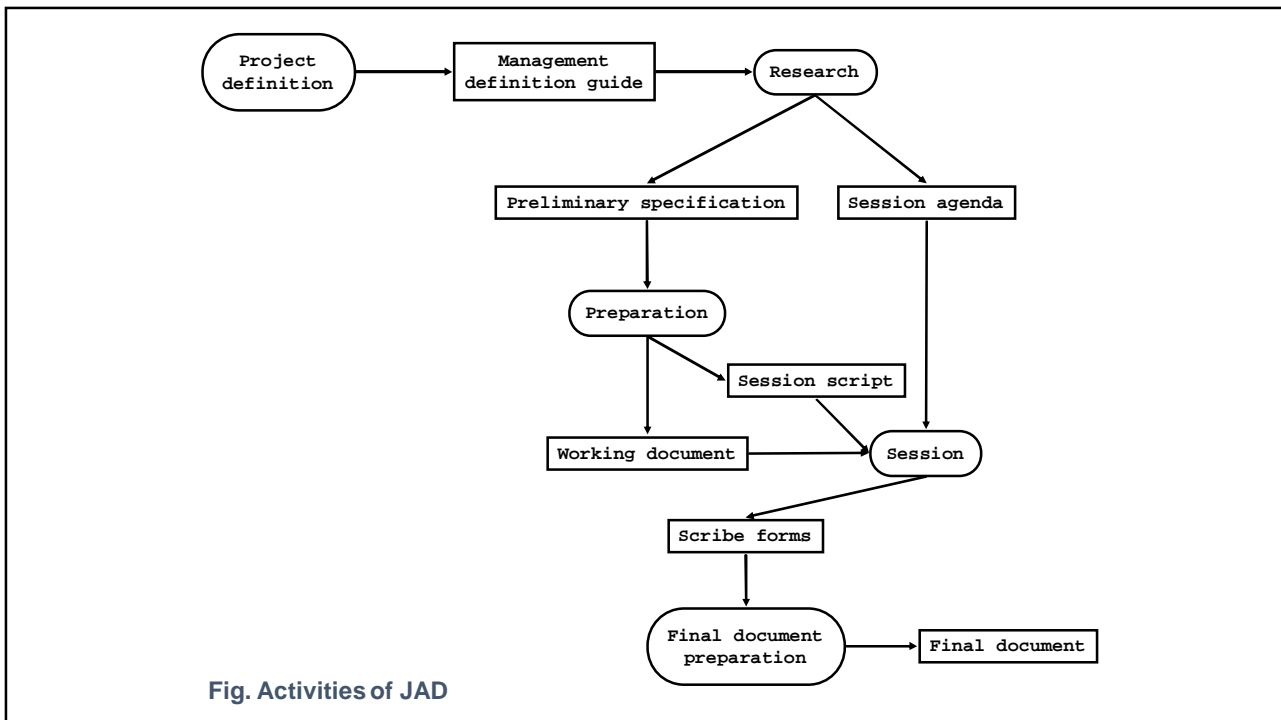 Project
definition
Management
definition guide
Research
Preliminary specification
Session agenda
Preparation
Session script
Working document
Session
Scribe forms
Final document
preparation
Final document
Fig. Activities of JAD